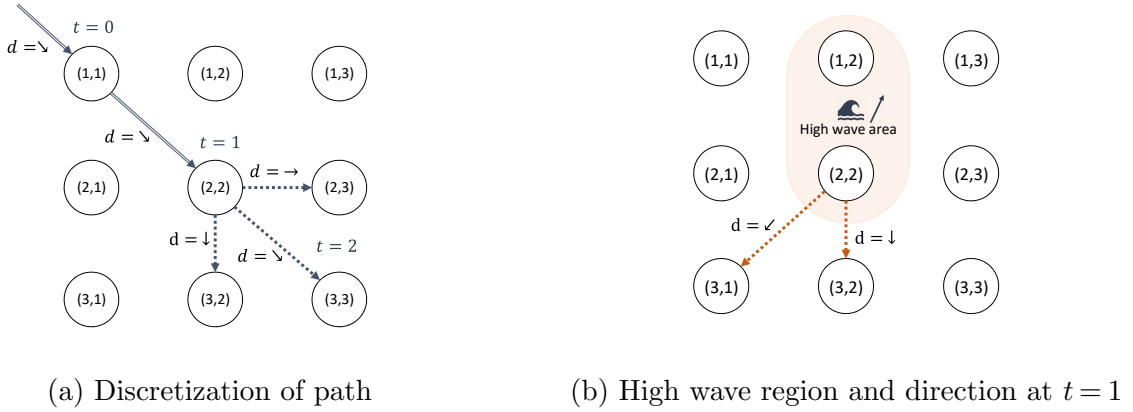 t = 0
d =↘
(1,1)
(1,2)
(1,3)
d =↘
t = 1
d = →
(2,1)
(2,2)
(2,3)
d = ↓
d =↘
t = 2
(3,1)
(3,2)
(3,3)
(a) Discretization of path
(1,1)
(1,2)
(1,3)
High wave area
(2,1)
(2,2)
(2,3)
d = ↙
d = ↓
(3,1)
(3,2)
(3,3)
(b) High wave region and direction at t = 1